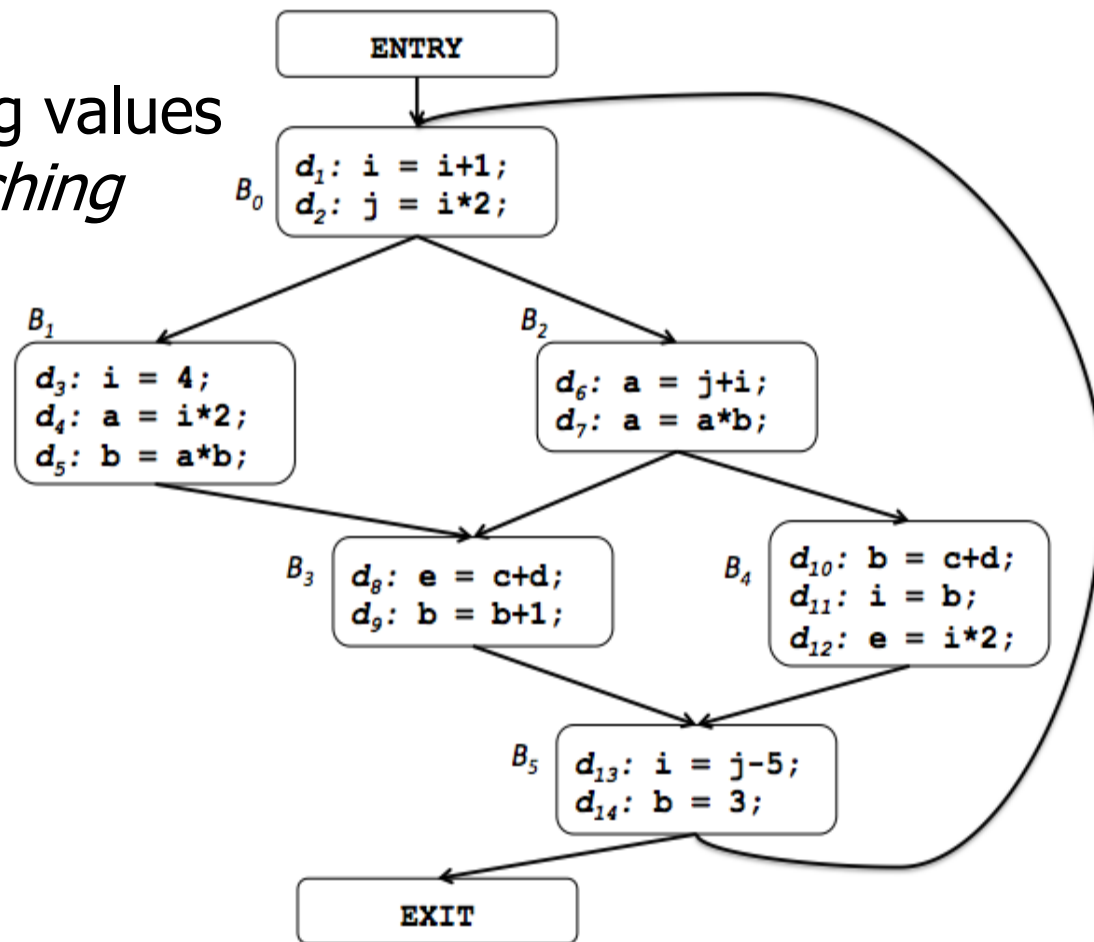 ENTRY
g values
ching
B₀
d₁: i = i+1;
d₂: j = i*2;
B₁
d₃: i = 4;
d₄: a = i*2;
d₅: b = a*b;
B₂
d₆: a = j+i;
d₇: a = a*b;
B₃
d₈: e = c+d;
d₉: b = b+1;
B₄
d₁₀: b = c+d;
d₁₁: i = b;
d₁₂: e = i*2;
B₅
d₁₃: i = j-5;
d₁₄: b = 3;
EXIT